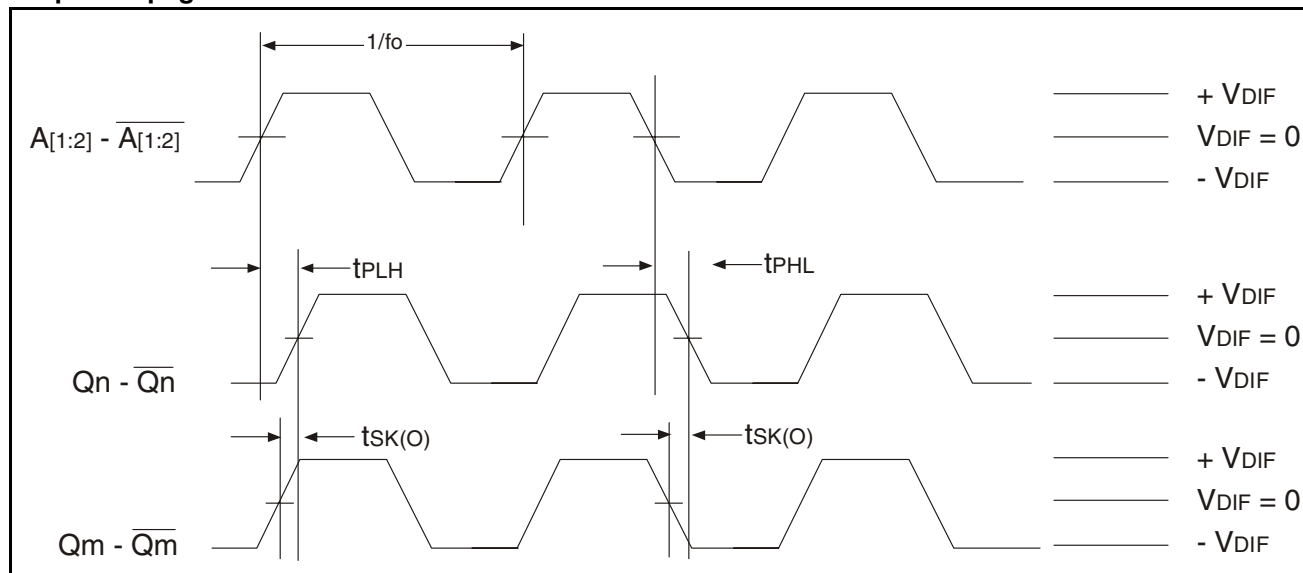 1/fo
+ VDIF
A[1:2] - A[1:2]
VDIF = 0
- VDIF
tPLH
tPHL
+ VDIF
VDIF = 0
Qn - Qn
- VDIF
tSK(O)
tSK(O)
+ VDIF
VDIF = 0
Qm - Qm
- VDIF